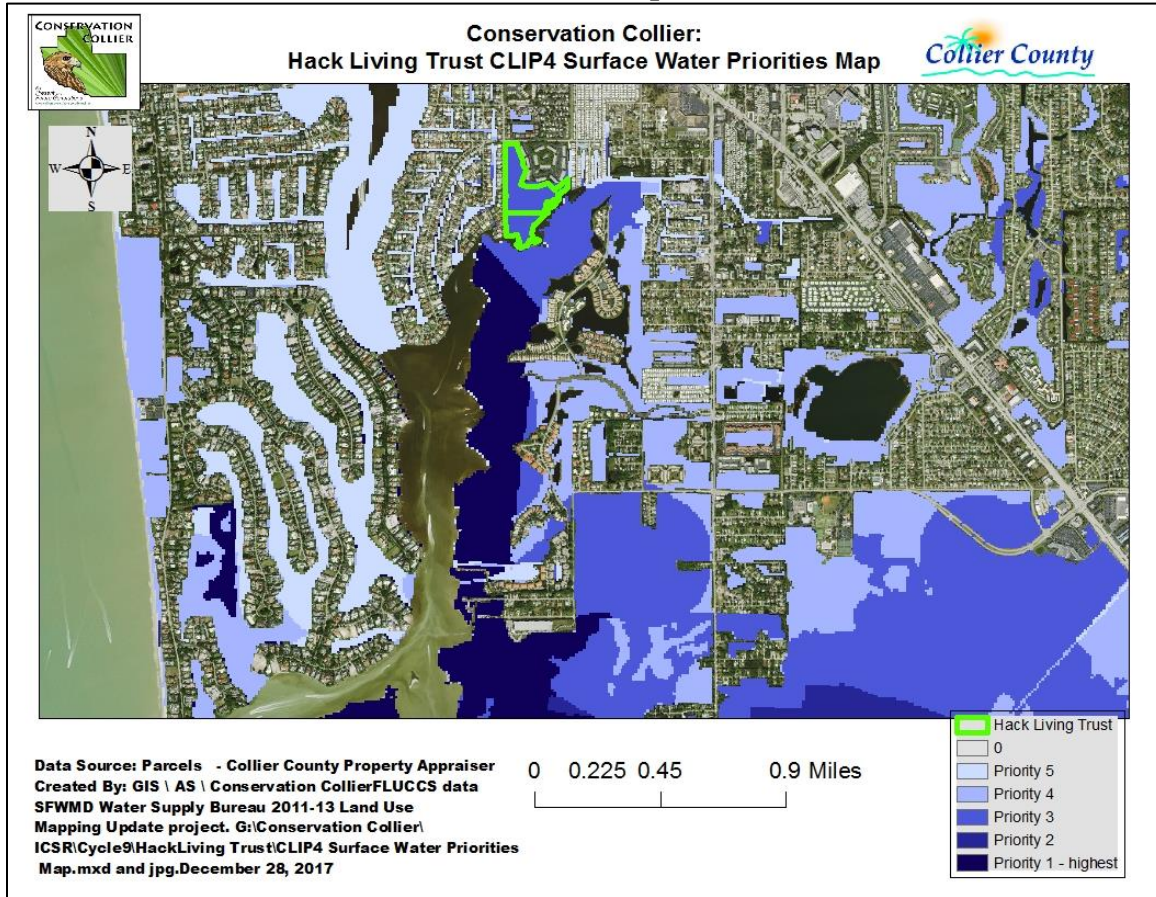 CONSERVATION
COLLIER
Conservation Collier:
Hack Living Trust CLIP4 Surface Water Priorities Map
Collier County
N
W E
S
Data Source: Parcels - Collier County Property Appraiser
Created By: GIS \ AS \ Conservation CollierFLUCCS data
SFWMD Water Supply Bureau 2011-13 Land Use
Mapping Update project. G:\Conservation Collier\
ICSR\Cycle9\HackLiving Trust\CLIP4 Surface Water Priorities
Map.mxd and jpg.December 28, 2017
0 0.225 0.45 0.9 Miles
Hack Living Trust
0
Priority 5
Priority 4
Priority 3
Priority 2
Priority 1 - highest